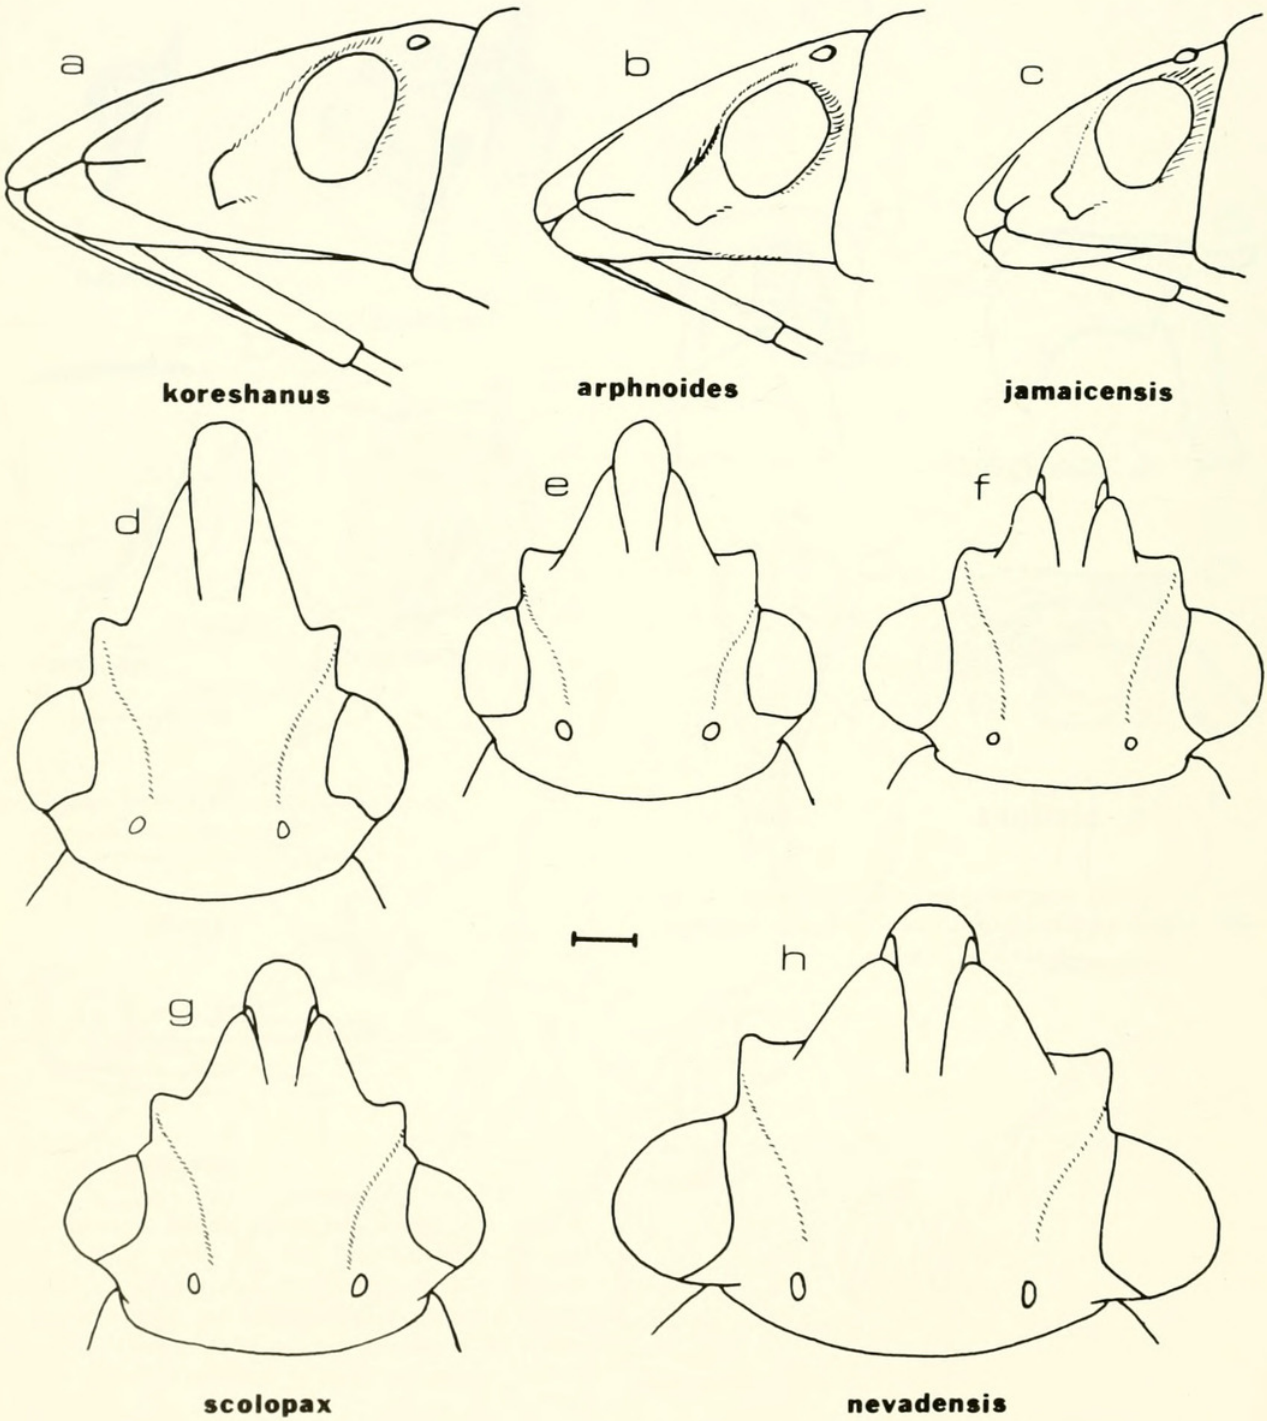 a b c
koreshanus arphnoides jamaicensis
d e f
g h
scolopax nevadensis